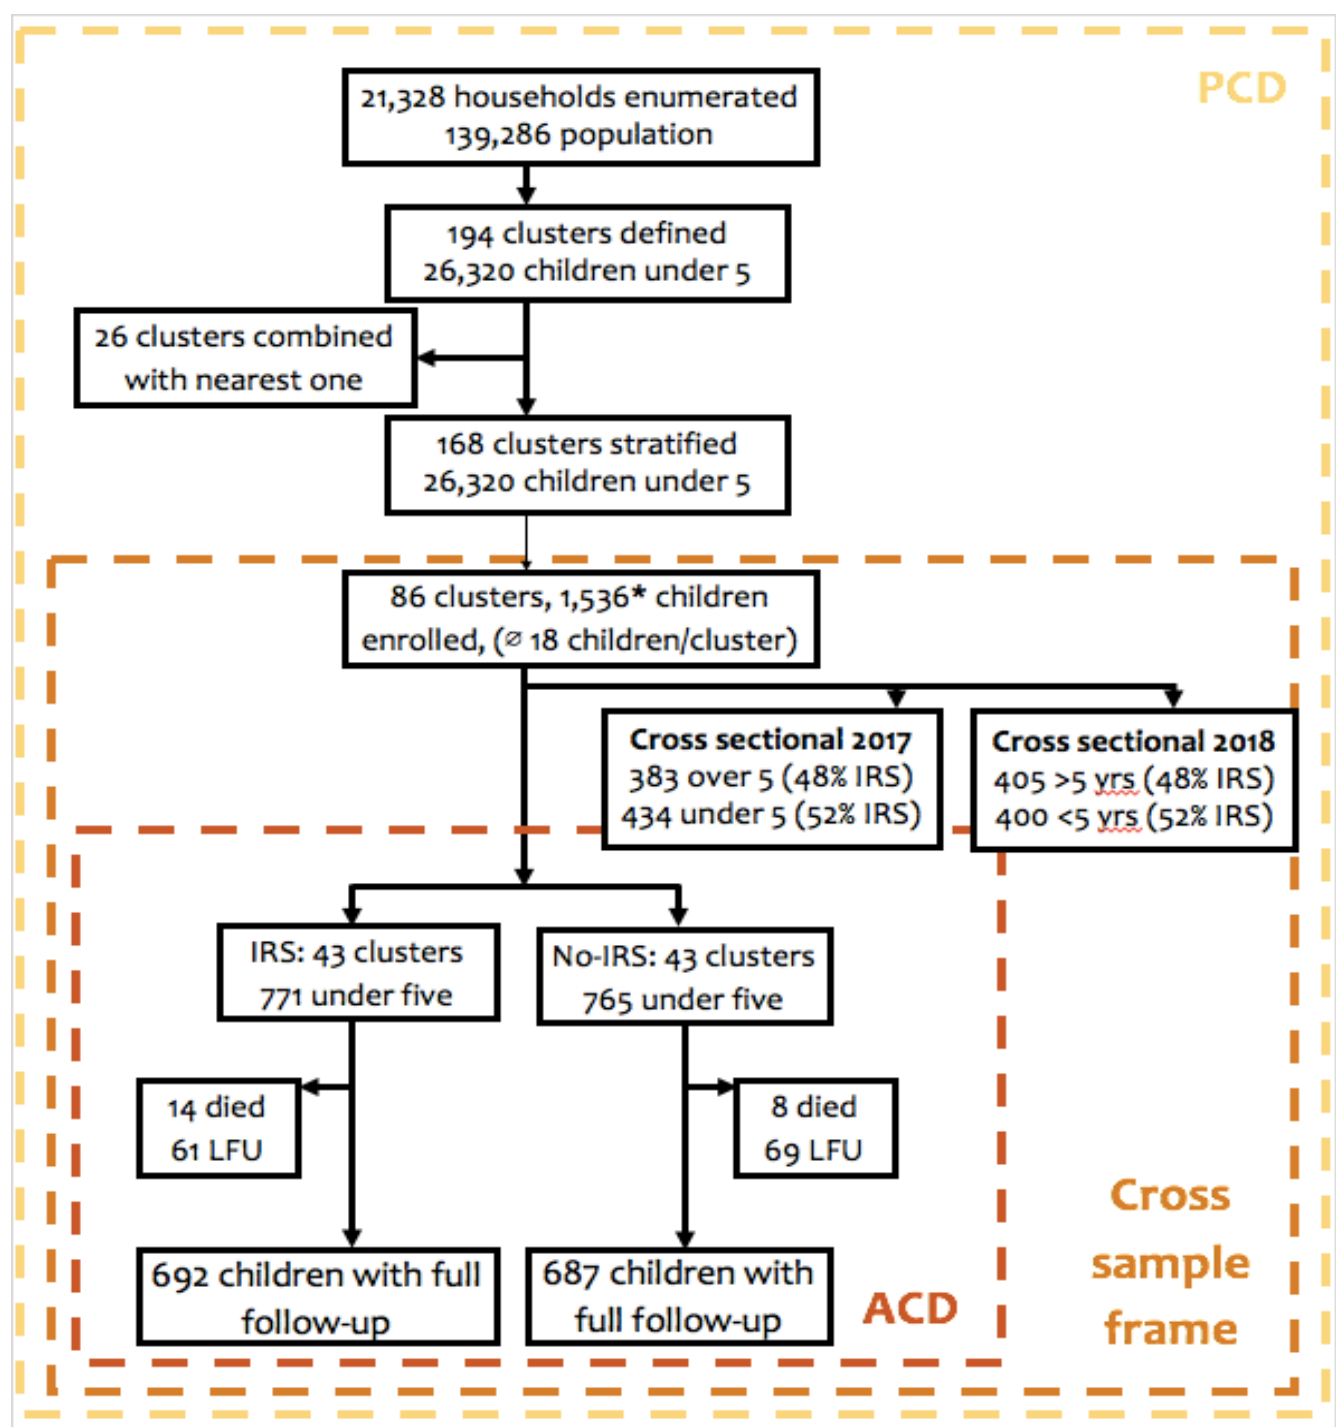 PCD
21,328 households enumerated
139,286 population
194 clusters defined
26,320 children under 5
26 clusters combined
with nearest one
168 clusters stratified
26,320 children under 5
86 clusters, 1,536* children
enrolled, (∅ 18 children/cluster)
Cross sectional 2017
383 over 5 (48% IRS)
434 under 5 (52% IRS)
Cross sectional 2018
405 >5 yrs (48% IRS)
400 <5 yrs (52% IRS)
IRS: 43 clusters
771 under five
No-IRS: 43 clusters
765 under five
14 died
61 LFU
8 died
69 LFU
692 children with full
follow-up
687 children with
full follow-up
ACD
Cross
sample
frame